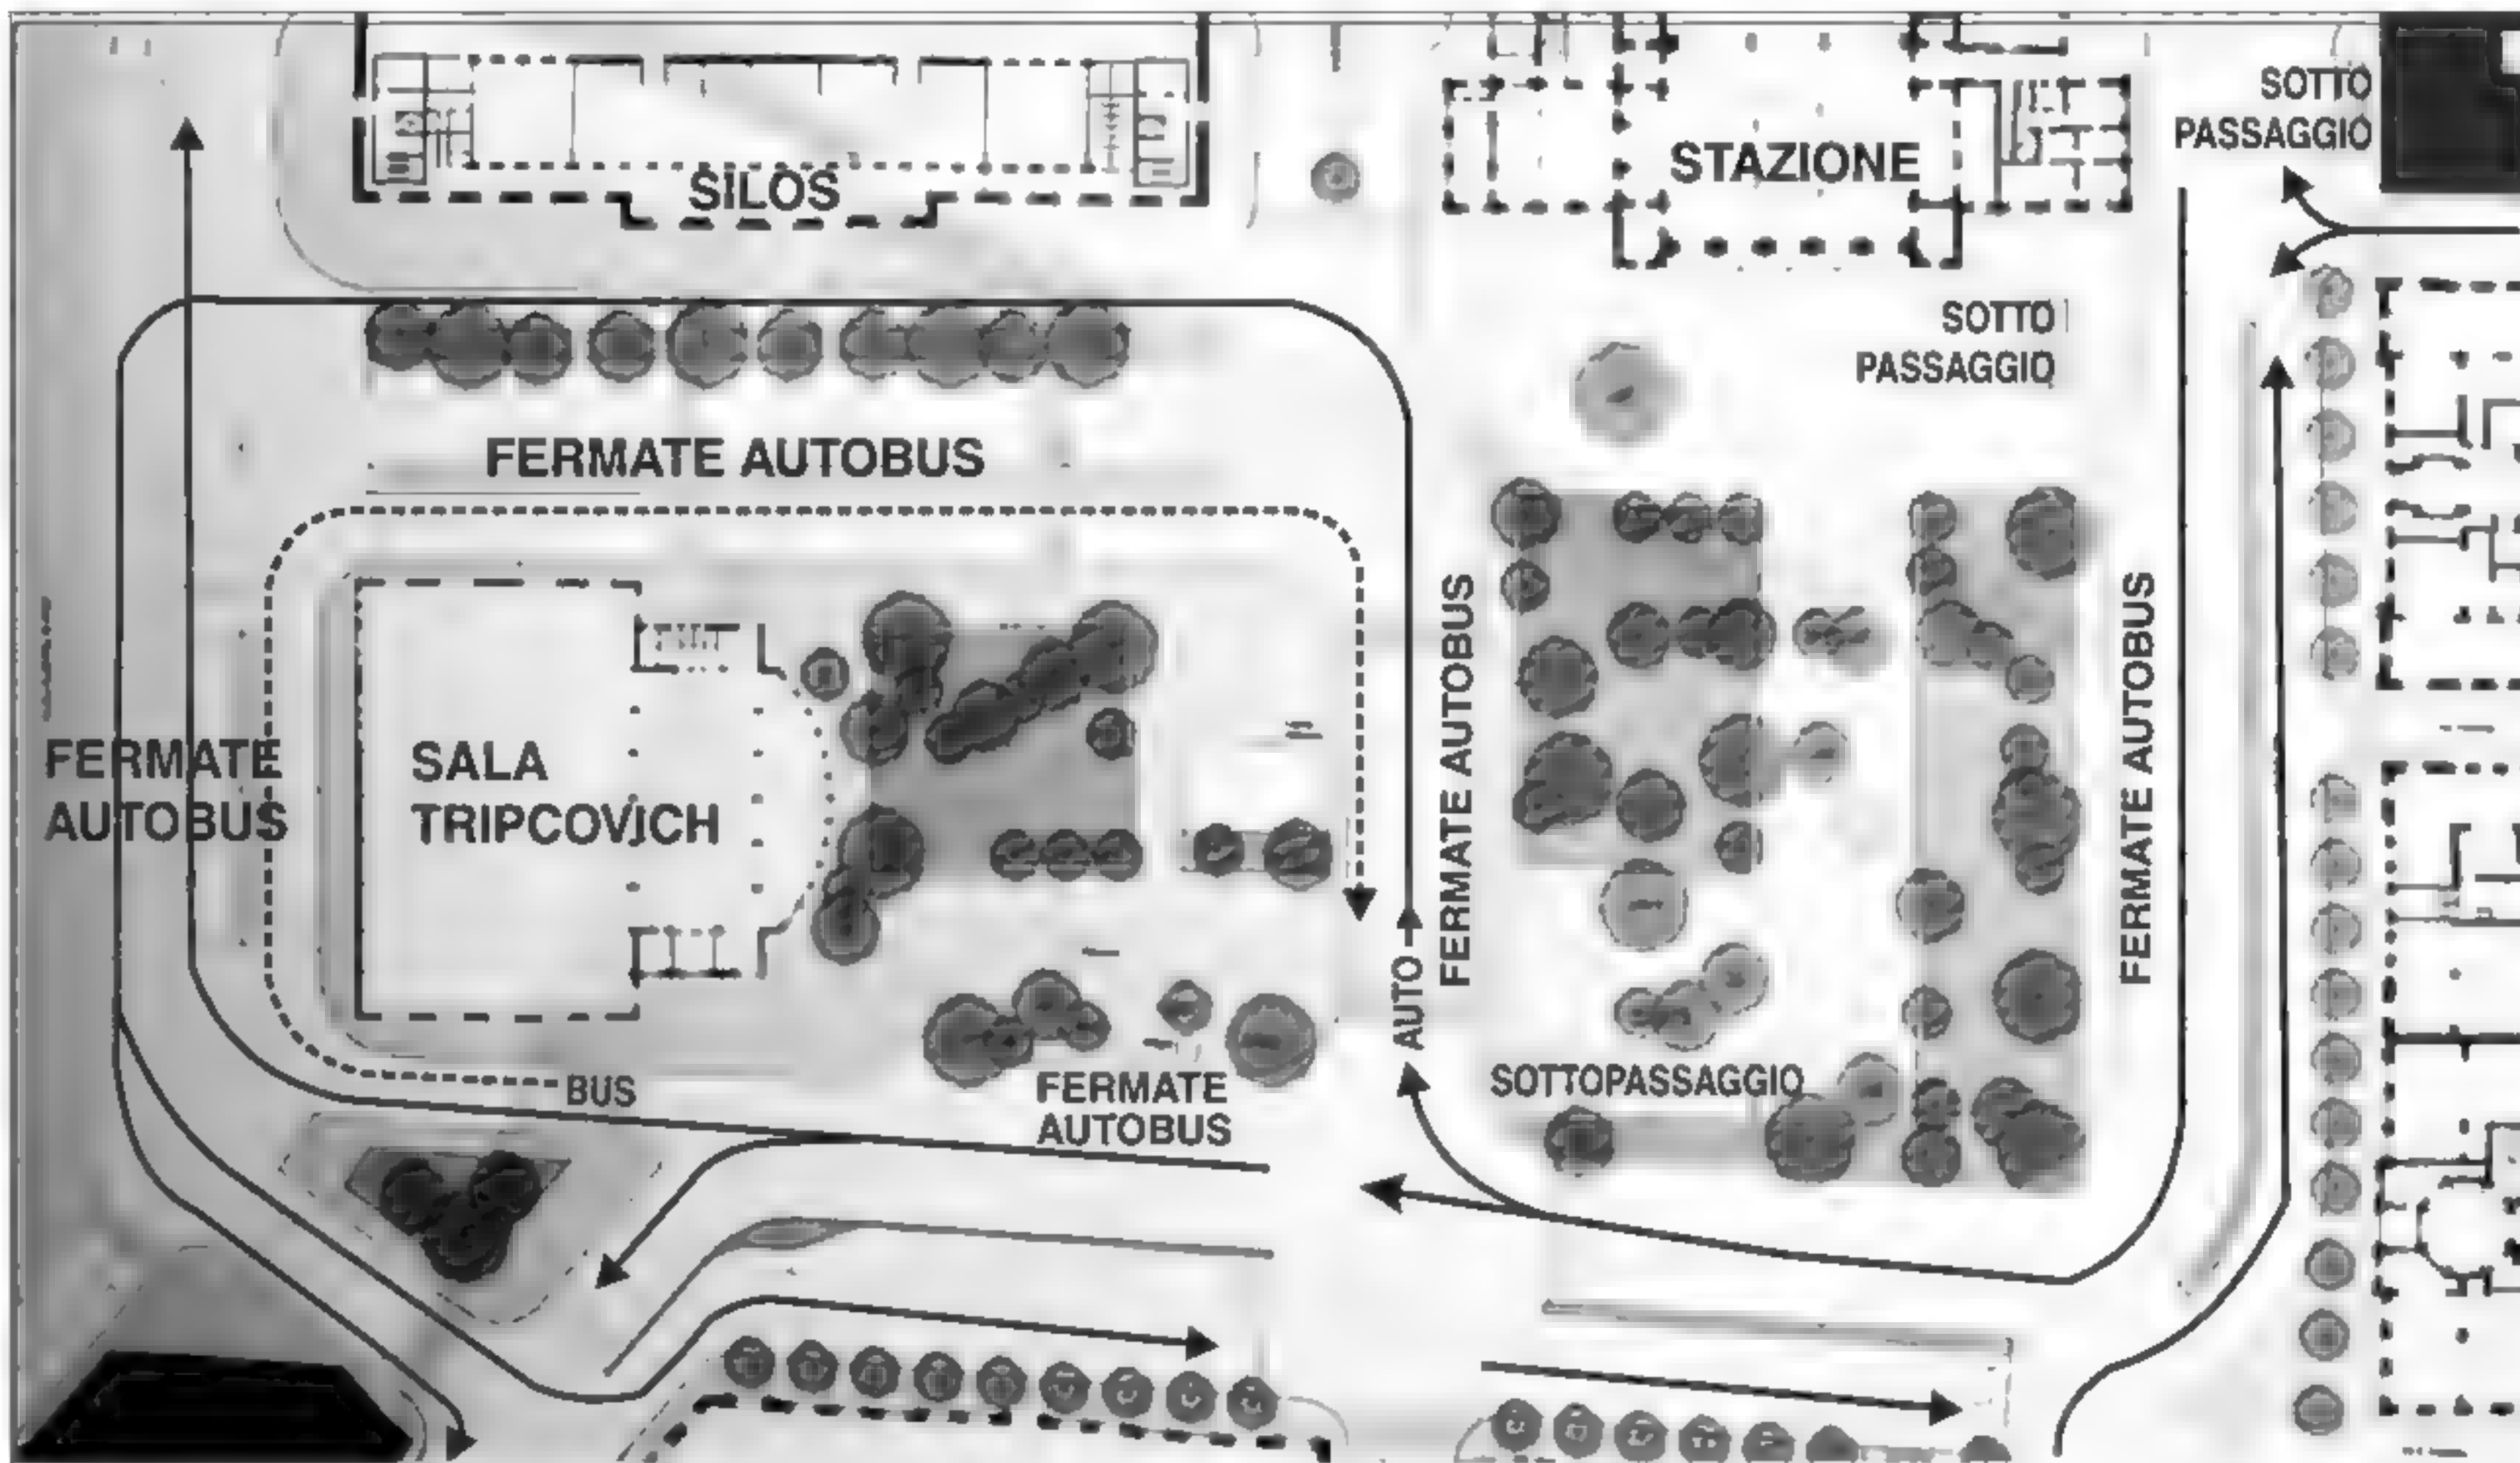 SOTTO
PASSAGGIO
STAZIONE
SILOS
SOTTO
PASSAGGIO
FERMATE AUTOBUS
FERMATE AUTOBUS
FERMATE AUTOBUS
FERMATE
AUTOBUS
SALA
TRIPCOVICH
AUTO
BUS
FERMATE
AUTOBUS
SOTTOPASSAGGIO